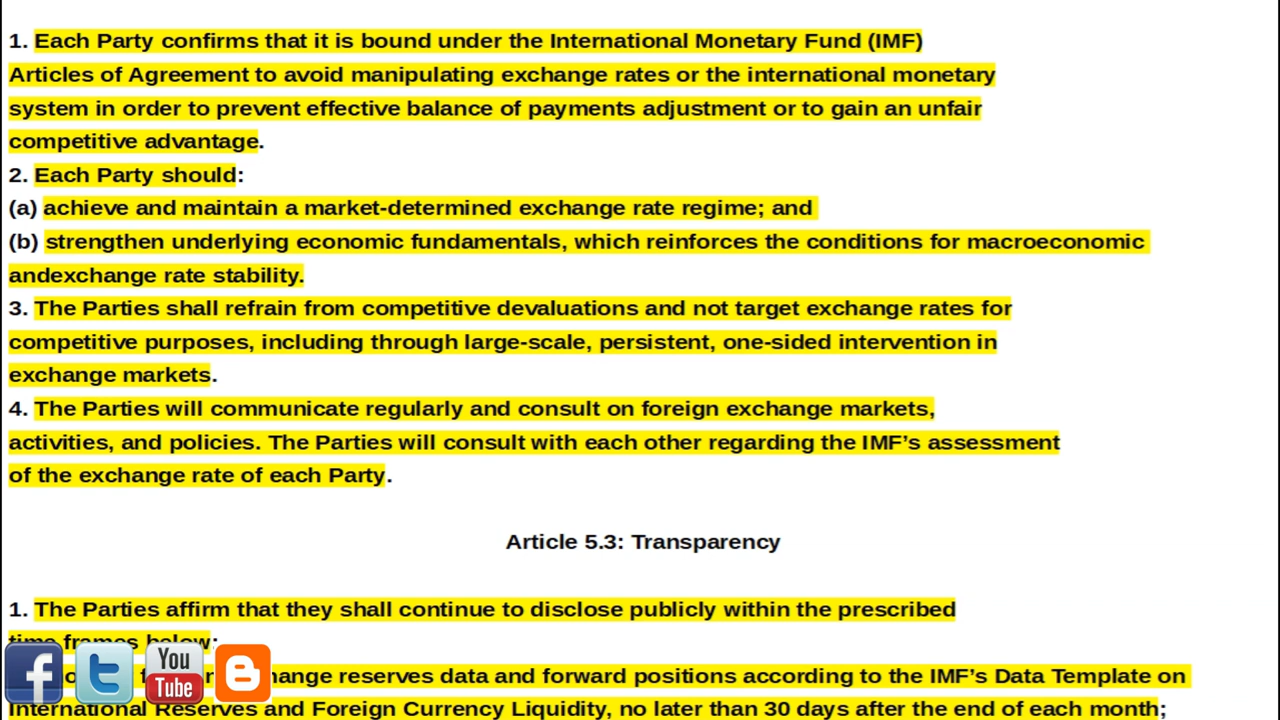 1. Each Party confirms that it is bound under the International Monetary Fund (IMF)
Articles of Agreement to avoid manipulating exchange rates or the international monetary
system in order to prevent effective balance of payments adjustment or to gain an unfair
competitive advantage.
2. Each Party should:
(a) achieve and maintain a market-determined exchange rate regime; and
(b) strengthen underlying economic fundamentals, which reinforces the conditions for macroeconomic
andexchange rate stability.
3. The Parties shall refrain from competitive devaluations and not target exchange rates for
competitive purposes, including through large-scale, persistent, one-sided intervention in
exchange markets.
4. The Parties will communicate regularly and consult on foreign exchange markets,
activities, and policies. The Parties will consult with each other regarding the IMF’s assessment
of the exchange rate of each Party.
Article 5.3: Transparency
1. The Parties affirm that they shall continue to disclose publicly within the prescribed
time frames below:
reserves data and forward positions according to the IMF’s Data Template on
International Reserves and Foreign Currency Liquidity, no later than 30 days after the end of each month;
f
t
You
Tube
B